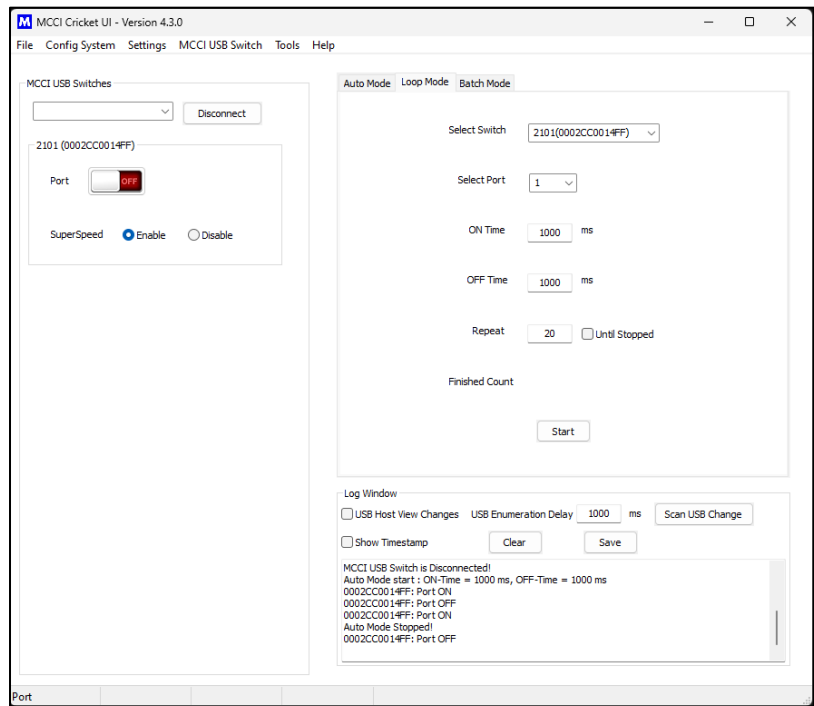 M MCCI Cricket UI - Version 4.3.0
File Config System Settings MCCI USB Switch Tools Help
MCCI USB Switches
Disconnect
2101 (0002CC0014FF)
Port OFF
SuperSpeed Enable Disable
Auto Mode Loop Mode Batch Mode
Select Switch 2101(0002CC0014FF)
Select Port 1
ON Time 1000 ms
OFF Time 1000 ms
Repeat 20 Until Stopped
Finished Count
Start
Log Window
USB Host View Changes USB Enumeration Delay 1000 ms Scan USB Change
Show Timestamp Clear Save
MCCI USB Switch is Disconnected!
Auto Mode start : ON-Time = 1000 ms, OFF-Time = 1000 ms
0002CC0014FF: Port ON
0002CC0014FF: Port OFF
0002CC0014FF: Port ON
Auto Mode Stopped!
0002CC0014FF: Port OFF
Port